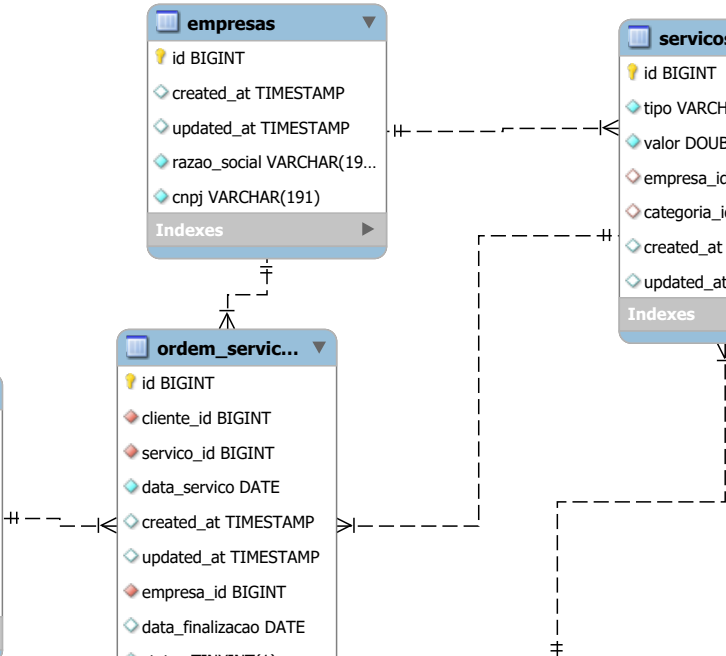 empresas
id BIGINT
created_at TIMESTAMP
updated_at TIMESTAMP
razao_social VARCHAR(19...
cnpj VARCHAR(191)
Indexes
servicos
id BIGINT
tipo VARCH
valor DOUB
empresa_id
categoria_i
created_at
updated_at
Indexes
ordem_servic...
id BIGINT
cliente_id BIGINT
servico_id BIGINT
data_servico DATE
created_at TIMESTAMP
updated_at TIMESTAMP
empresa_id BIGINT
data_finalizacao DATE